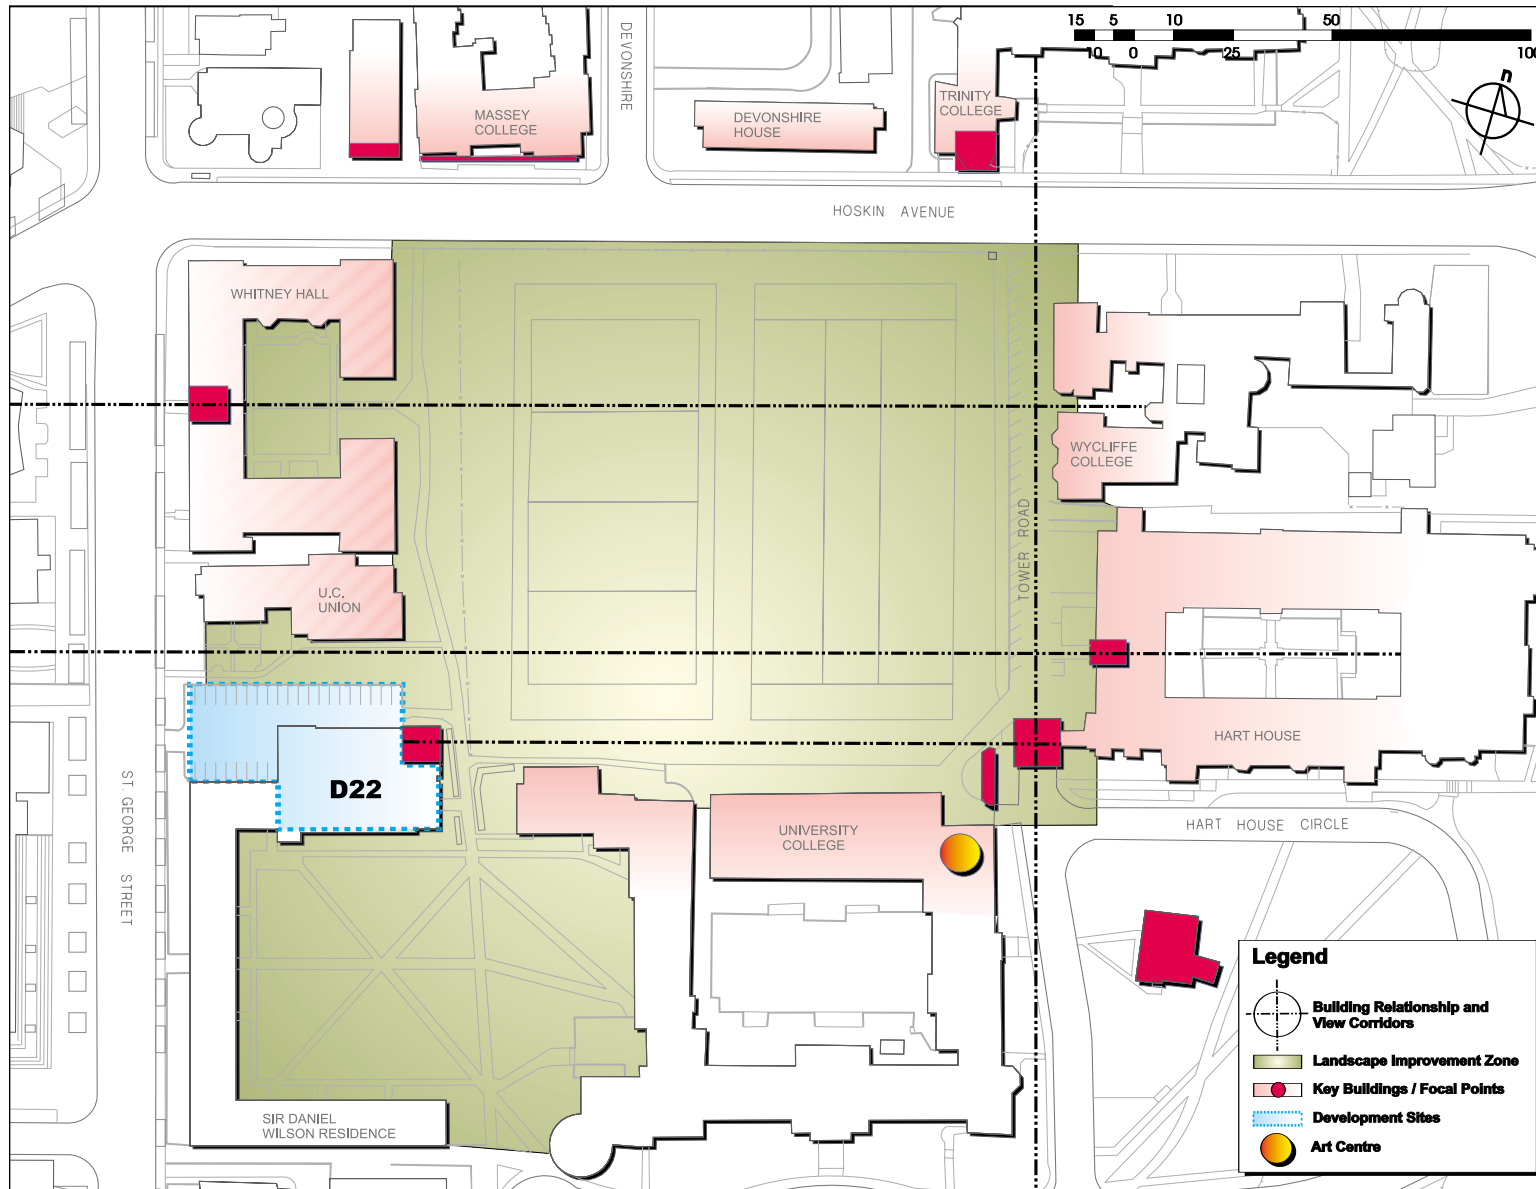 15 5 10 50
10 0 25 100
n
DEVONSHIRE
MASSEY
COLLEGE
DEVONSHIRE
HOUSE
TRINITY
COLLEGE
HOSKIN AVENUE
WHITNEY HALL
WYCLIFFE
COLLEGE
TOWER ROAD
U.C.
UNION
HART HOUSE
D22
ST. GEORGE STREET
UNIVERSITY
COLLEGE
HART HOUSE CIRCLE
SIR DANIEL
WILSON RESIDENCE
Legend
Building Relationship and
View Corridors
Landscape Improvement Zone
Key Buildings / Focal Points
Development Sites
Art Centre